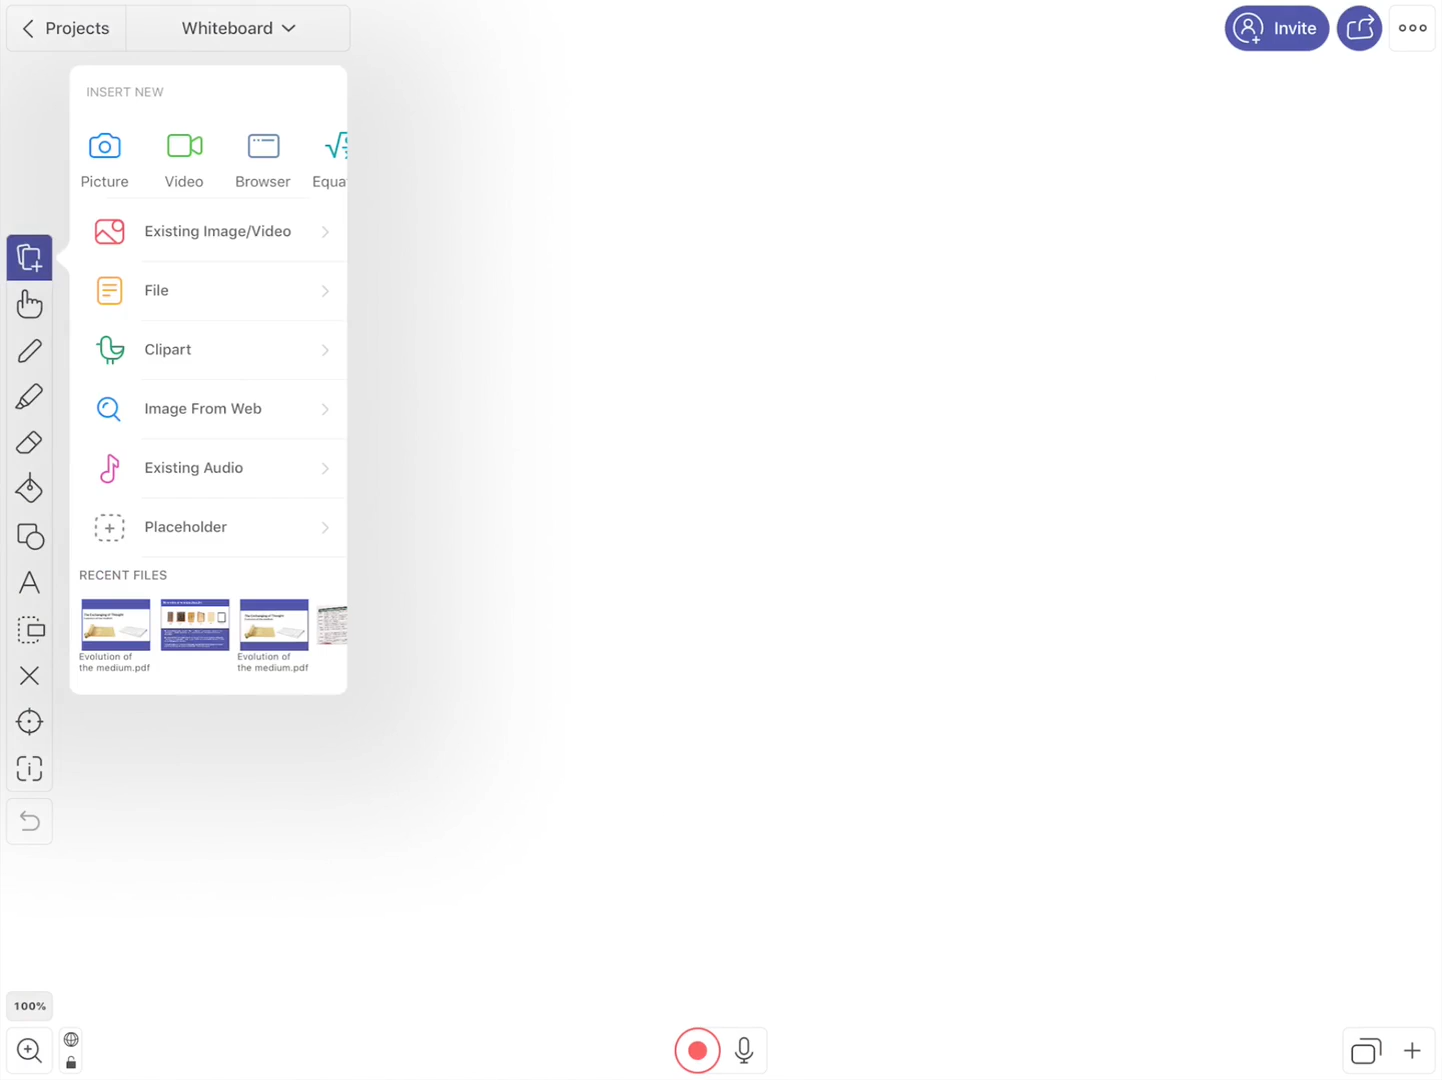 Projects
Whiteboard
Invite
INSERT NEW
Picture
Video
Browser
Equa
Existing Image/Video
File
Clipart
Image From Web
Existing Audio
Placeholder
RECENT FILES
Evolution of
the medium.pdf
Evolution of
the medium.pdf
A
100%